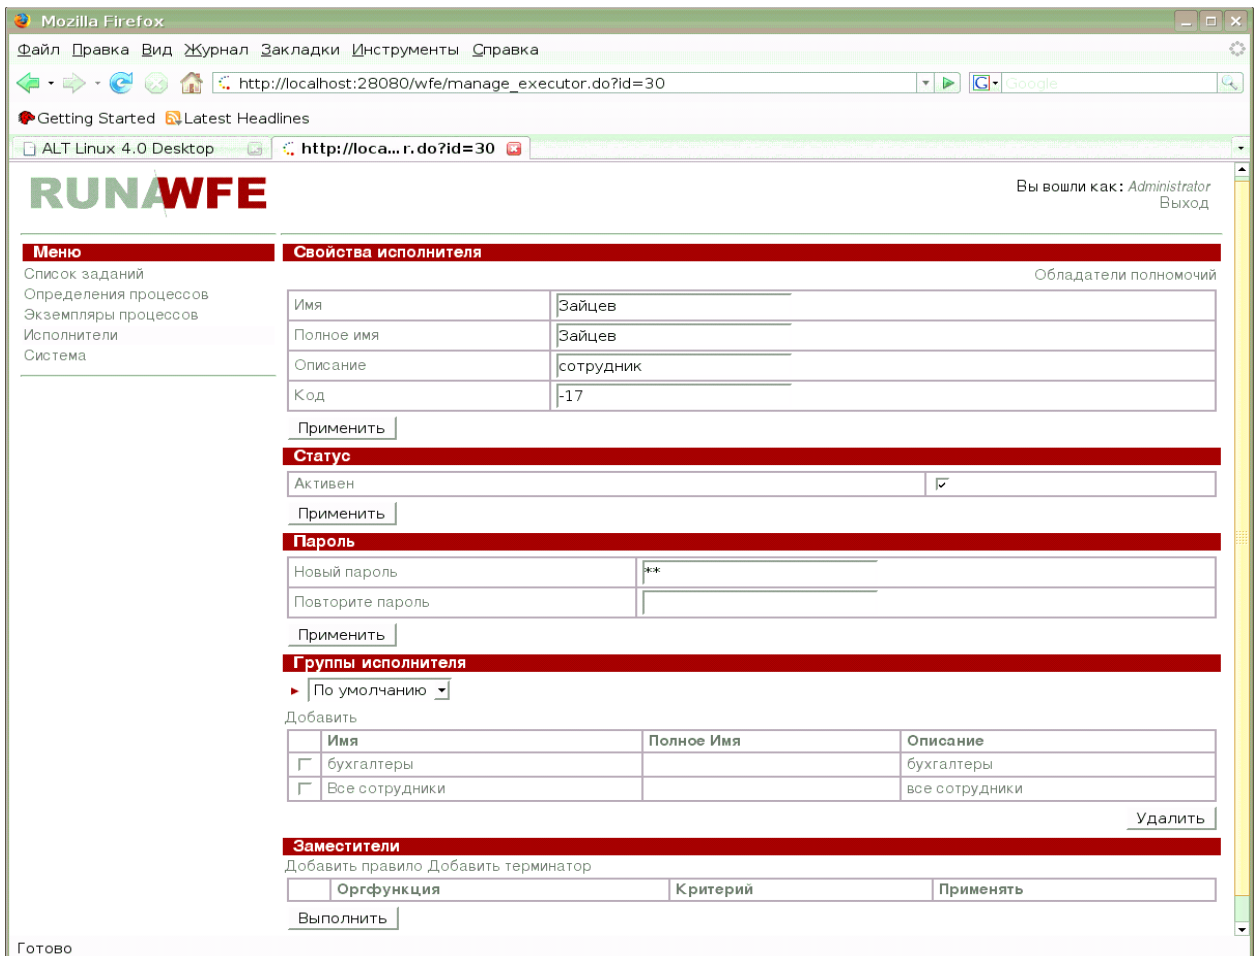 Mozilla Firefox
Файл Правка Вид Журнал Закладки Инструменты Справка
http://localhost:28080/wfe/manage_executor.do?id=30 G Google
Getting Started Latest Headlines
ALT Linux 4.0 Desktop http://loca... r.do?id=30
RUNAWFE
Вы вошли как: Administrator
Выход
Меню
Список заданий
Определения процессов
Экземпляры процессов
Исполнители
Система
Свойства исполнителя
Обладатели полномочий
Имя Зайцев
Полное имя Зайцев
Описание сотрудник
Код -17
Применить
Статус
Активен
Применить
Пароль
Новый пароль **
Повторите пароль
Применить
Группы исполнителя
По умолчанию
Добавить
Имя Полное Имя Описание
бухгалтеры бухгалтеры
Все сотрудники все сотрудники
Удалить
Заместители
Добавить правило Добавить терминатор
Оргфункция Критерий Применять
Выполнить
Готово